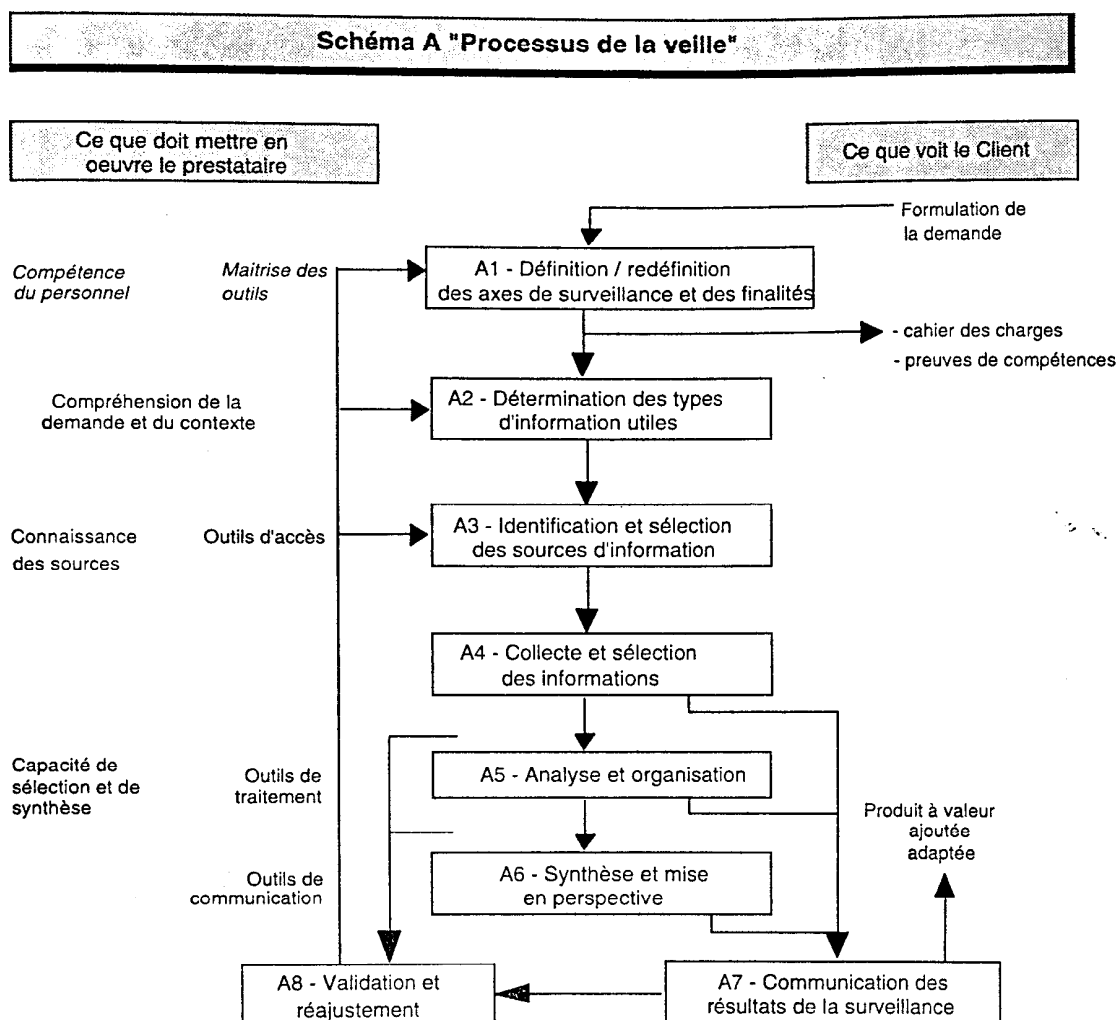 Schéma A "Processus de la veille"
Ce que doit mettre en
oeuvre le prestataire
Ce que voit le Client
Formulation de
la demande
Compétence
du personnel
Maitrise des
outils
A1 - Définition / redéfinition
des axes de surveillance et des finalités
- cahier des charges
- preuves de compétences
Compréhension de la
demande et du contexte
A2 - Détermination des types
d'information utiles
Connaissance
des sources
Outils d'accès
A3 - Identification et sélection
des sources d'information
A4 - Collecte et sélection
des informations
Capacité de
sélection et de
synthèse
Outils de
traitement
A5 - Analyse et organisation
Produit à valeur
ajoutée
adaptée
Outils de
communication
A6 - Synthèse et mise
en perspective
A8 - Validation et
réajustement
A7 - Communication des
résultats de la surveillance